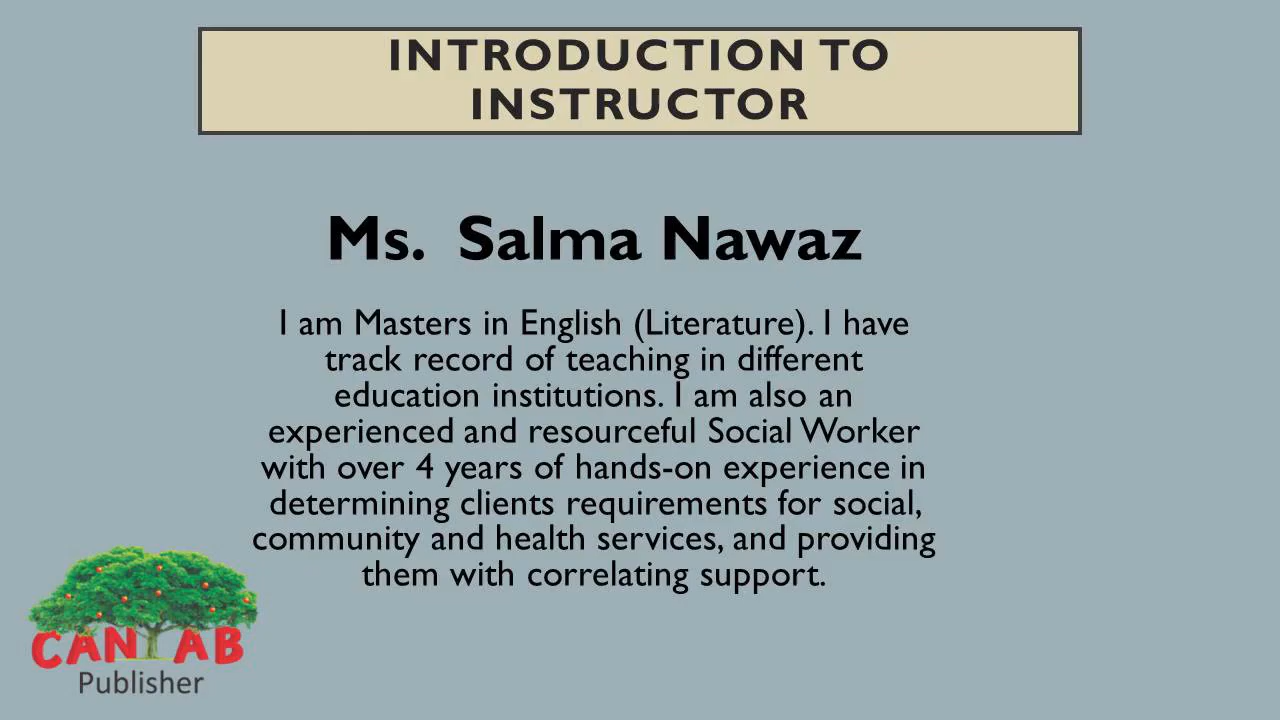 INTRODUCTION TO
INSTRUCTOR
Ms. Salma Nawaz
I am Masters in English (Literature). I have
track record of teaching in different
education institutions. I am also an
experienced and resourceful Social Worker
with over 4 years of hands-on experience in
determining clients requirements for social,
community and health services, and providing
them with correlating support.
CANTAB
Publisher